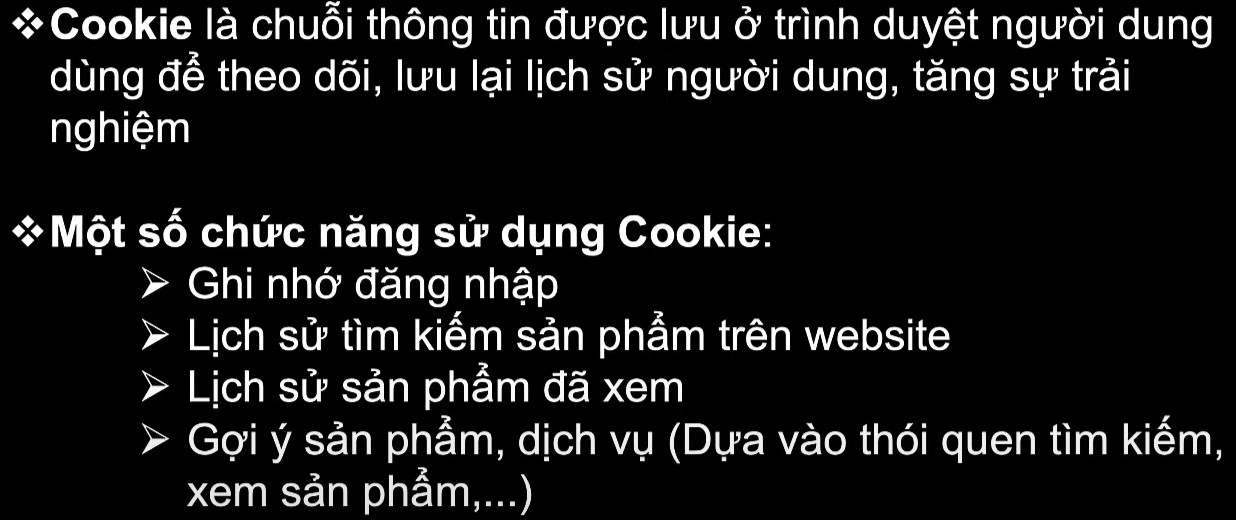 ❖Cookie là chuỗi thông tin được lưu ở trình duyệt người dung
dùng để theo dõi, lưu lại lịch sử người dung, tăng sự trải
nghiệm
❖Một số chức năng sử dụng Cookie:
➢ Ghi nhớ đăng nhập
➢ Lịch sử tìm kiếm sản phẩm trên website
➢ Lịch sử sản phẩm đã xem
➢ Gợi ý sản phẩm, dịch vụ (Dựa vào thói quen tìm kiếm,
xem sản phẩm,...)